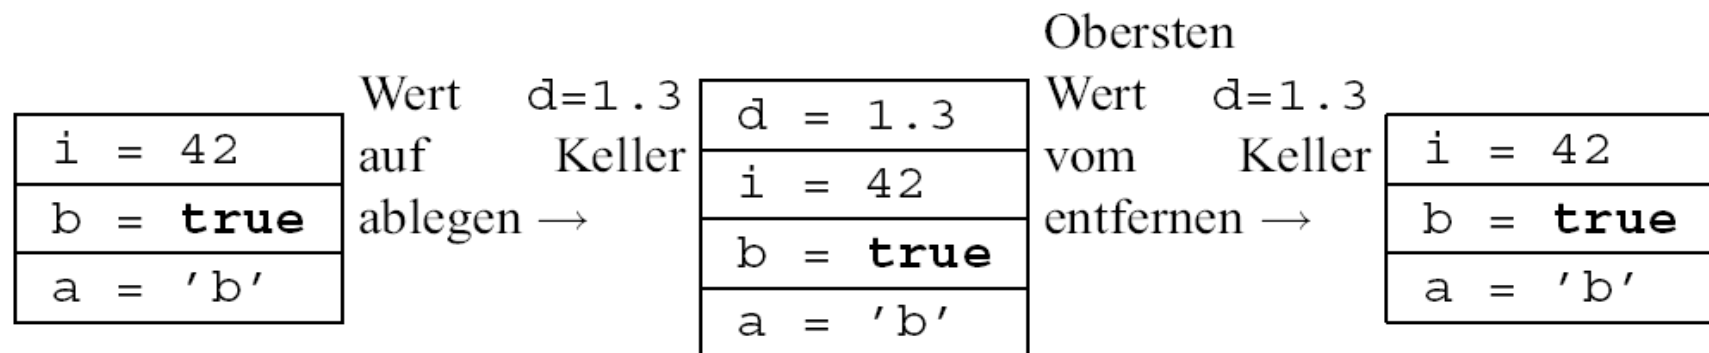 i = 42
b = true
a = 'b'
Wert d=1.3
auf Keller
ablegen →
d = 1.3
i = 42
b = true
a = 'b'
Obersten
Wert d=1.3
vom Keller
entfernen →
i = 42
b = true
a = 'b'